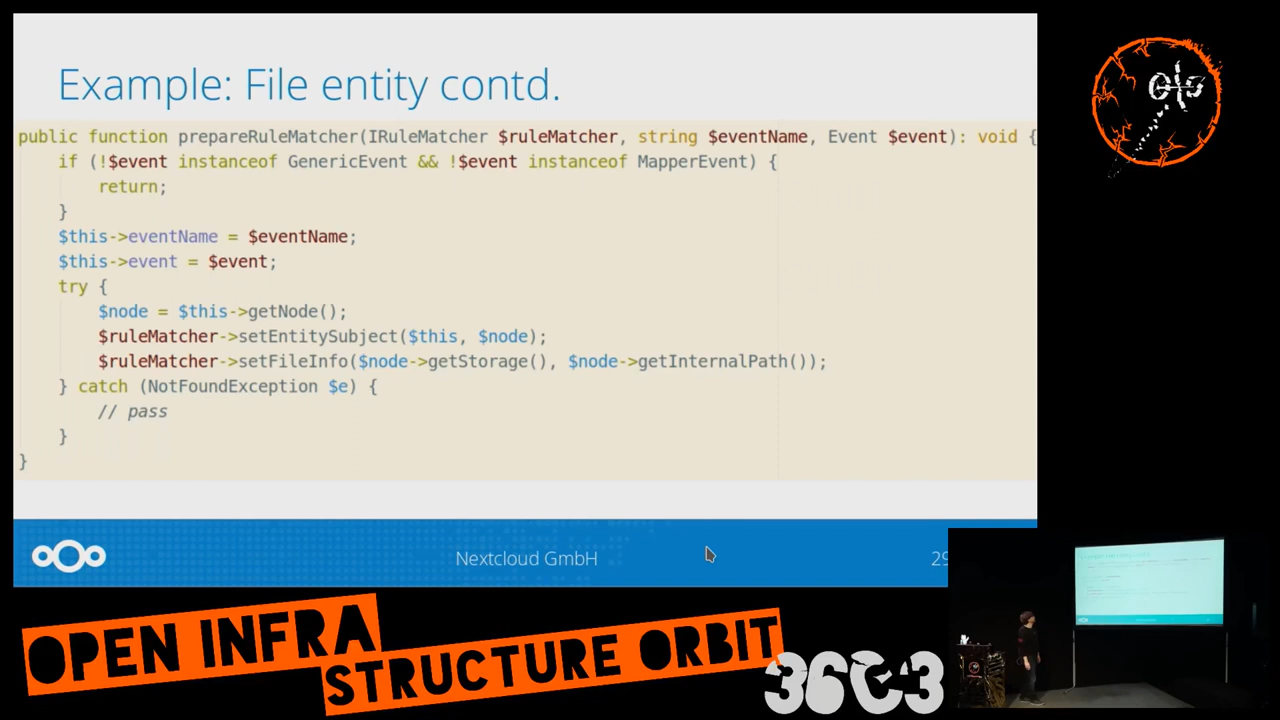 Example: File entity contd.
public function prepareRuleMatcher(IRuleMatcher $ruleMatcher, string $eventName, Event $event): void {
if (!$event instanceof GenericEvent && !$event instanceof MapperEvent) {
return;
}
$this->eventName = $eventName;
$this->event = $event;
try {
$node = $this->getNode();
$ruleMatcher->setEntitySubject($this, $node);
$ruleMatcher->setFileInfo($node->getStorage(), $node->getInternalPath());
} catch (NotFoundException $e) {
// pass
}
}
Nextcloud GmbH
29
OPEN INFRA
STRUCTURE ORBIT
36C3